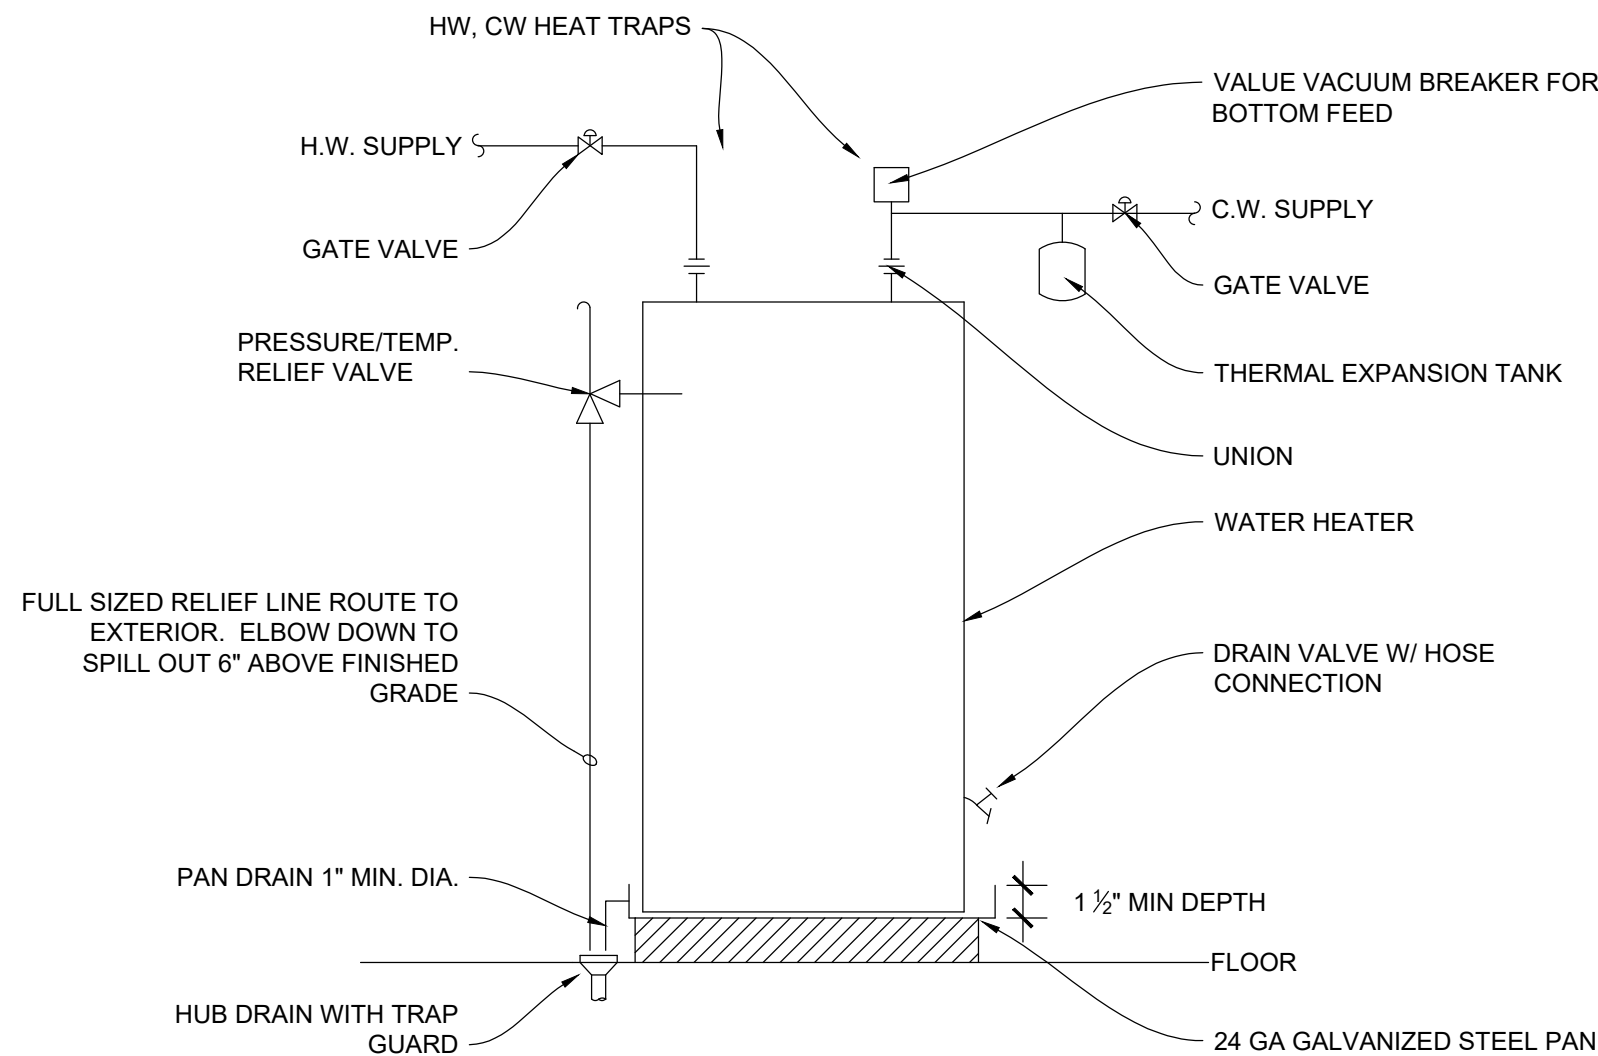 HW, CW HEAT TRAPS
VALUE VACUUM BREAKER FOR
BOTTOM FEED
H.W. SUPPLY
C.W. SUPPLY
GATE VALVE
GATE VALVE
PRESSURE/TEMP.
RELIEF VALVE
THERMAL EXPANSION TANK
UNION
WATER HEATER
FULL SIZED RELIEF LINE ROUTE TO
EXTERIOR. ELBOW DOWN TO
SPILL OUT 6" ABOVE FINISHED
GRADE
DRAIN VALVE W/ HOSE
CONNECTION
PAN DRAIN 1" MIN. DIA.
1 ½" MIN DEPTH
FLOOR
HUB DRAIN WITH TRAP
GUARD
24 GA GALVANIZED STEEL PAN